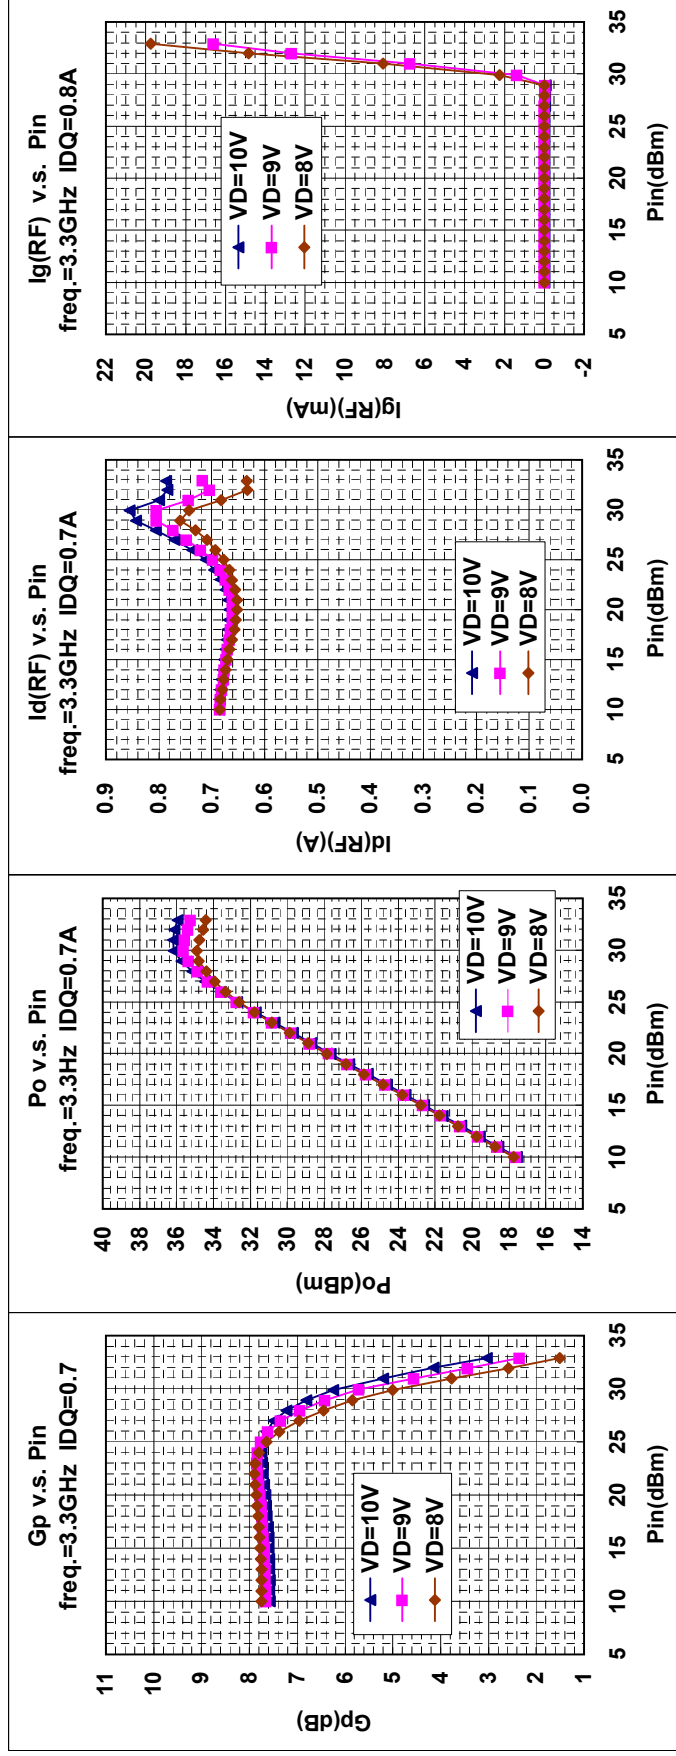 Gp v.s. Pin
freq.=3.3GHz IDQ=0.7
Gp(dB)
11
10
9
8
7
6
5
4
3
2
1
5
10
15
20
25
30
35
Pin(dBm)
VD=10V
VD=9V
VD=8V
Po v.s. Pin
freq.=3.3Hz IDQ=0.7A
Po(dBm)
40
38
36
34
32
30
28
26
24
22
20
18
16
14
5
10
15
20
25
30
35
Pin(dBm)
VD=10V
VD=9V
VD=8V
Id(RF) v.s. Pin
freq.=3.3GHz IDQ=0.7A
Id(RF)(A)
0.9
0.8
0.7
0.6
0.5
0.4
0.3
0.2
0.1
0.0
5
10
15
20
25
30
35
Pin(dBm)
VD=10V
VD=9V
VD=8V
Ig(RF) v.s. Pin
freq.=3.3GHz IDQ=0.8A
Ig(RF)(mA)
22
20
18
16
14
12
10
8
6
4
2
0
-2
5
10
15
20
25
30
35
Pin(dBm)
VD=10V
VD=9V
VD=8V